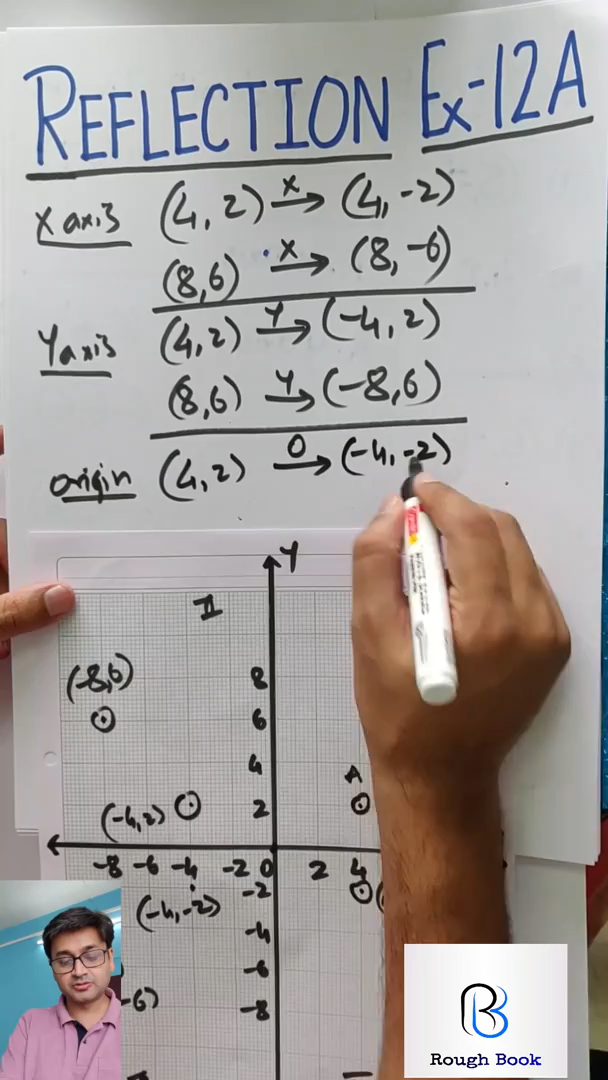 REFLECTION Ex-12A
X axis (4, 2) X→ (4, -2)
(8,6) X→ (8, -6)
Y axis (4,2) Y→ (-4, 2)
(8,6) Y→ (-8,6)
origin (4,2) O→ (-4, -2)
Y
II
(-8,6)
8
6
4
A
(-4,2) 2
-8 -6 -4 -2 0 2 4
-2
(-4,-2)
-4
-6
-6)
-8
Rough Book